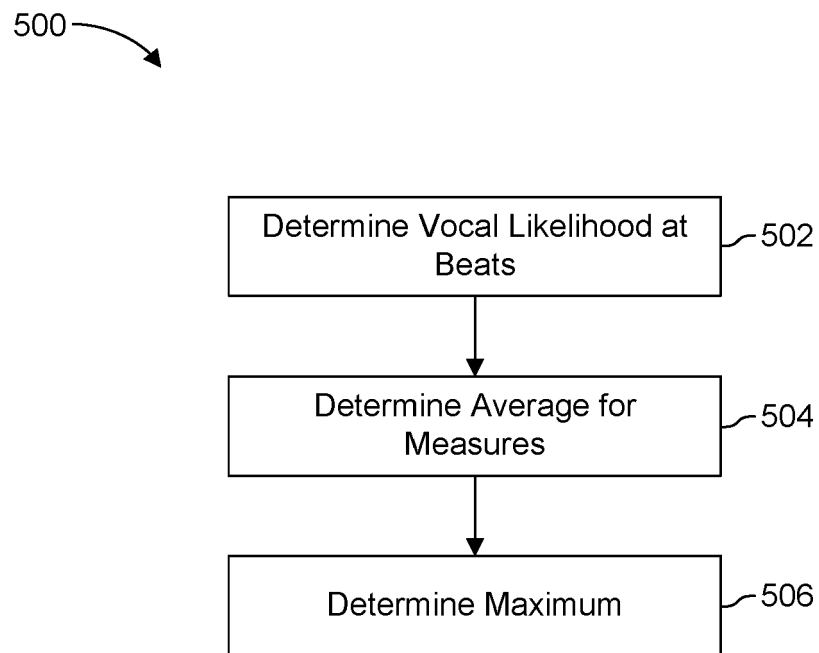 500
Determine Vocal Likelihood at
Beats
502
Determine Average for
Measures
504
Determine Maximum
506